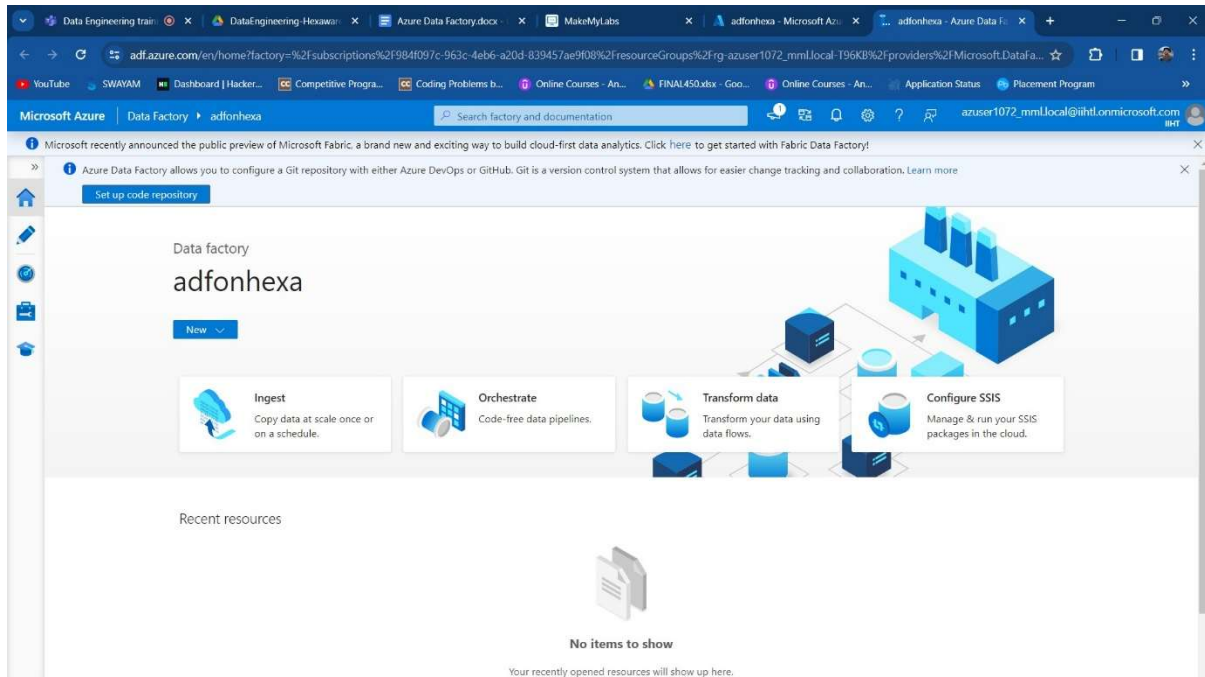 Data Engineering train
DataEngineering-Hexawar
Azure Data Factory.docx -
MakeMyLabs
adfonhexa - Microsoft Azu
adfonhexa - Azure Data Fa
adf.azure.com/en/home?factory=%2Fsubscriptions%2F984f097c-963c-4eb6-a20d-839457ae9f08%2FresourceGroups%2Frg-azuser1072_mml.local-T96KB%2Fproviders%2FMicrosoft.DataFa...
YouTube
SWAYAM
Dashboard | Hacker...
Competitive Progra...
Coding Problems b...
Online Courses - An...
FINAL450.xlsx - Goo...
Online Courses - An...
Application Status
Placement Program
Microsoft Azure
Data Factory
adfonhexa
Search factory and documentation
1
azuser1072_mml.local@iihtl.onmicrosoft.com
IIHT
Microsoft recently announced the public preview of Microsoft Fabric, a brand new and exciting way to build cloud-first data analytics. Click here to get started with Fabric Data Factory!
Azure Data Factory allows you to configure a Git repository with either Azure DevOps or GitHub. Git is a version control system that allows for easier change tracking and collaboration. Learn more
Set up code repository
Data factory
adfonhexa
New
Ingest
Copy data at scale once or
on a schedule.
Orchestrate
Code-free data pipelines.
Transform data
Transform your data using
data flows.
Configure SSIS
Manage & run your SSIS
packages in the cloud.
Recent resources
No items to show
Your recently opened resources will show up here.